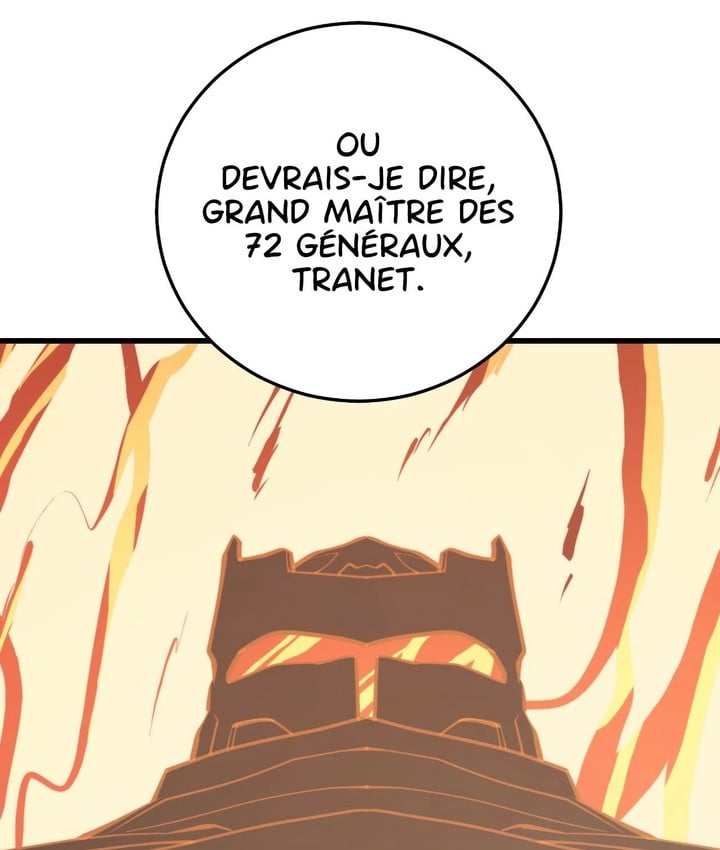 OU
DEVRAIS-JE DIRE,
GRAND MAÎTRE DES
72 GÉNÉRAUX,
TRANET.